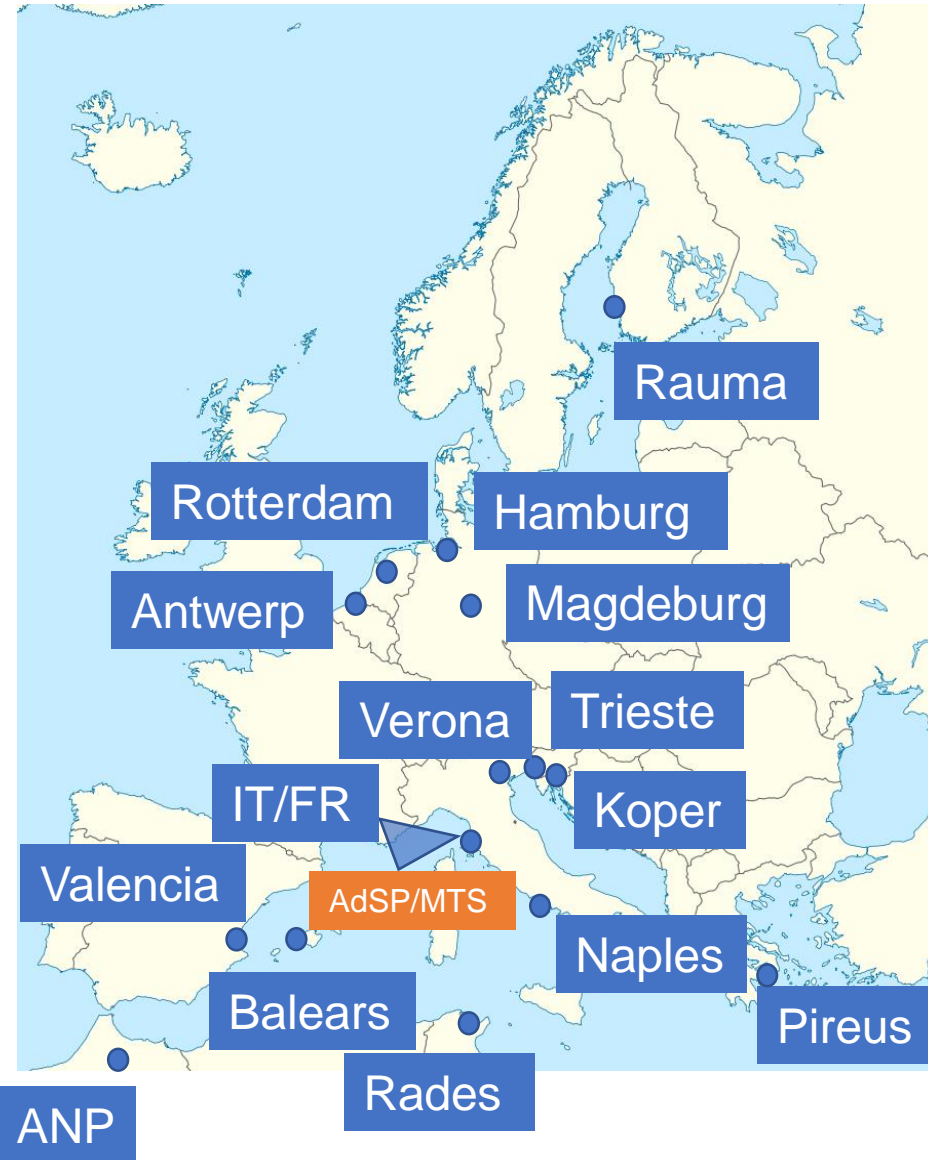 Rauma
Rotterdam
Hamburg
Antwerp
Magdeburg
Verona
Trieste
IT/FR
Koper
Valencia
AdSP/MTS
Naples
Balears
Pireus
Rades
ANP